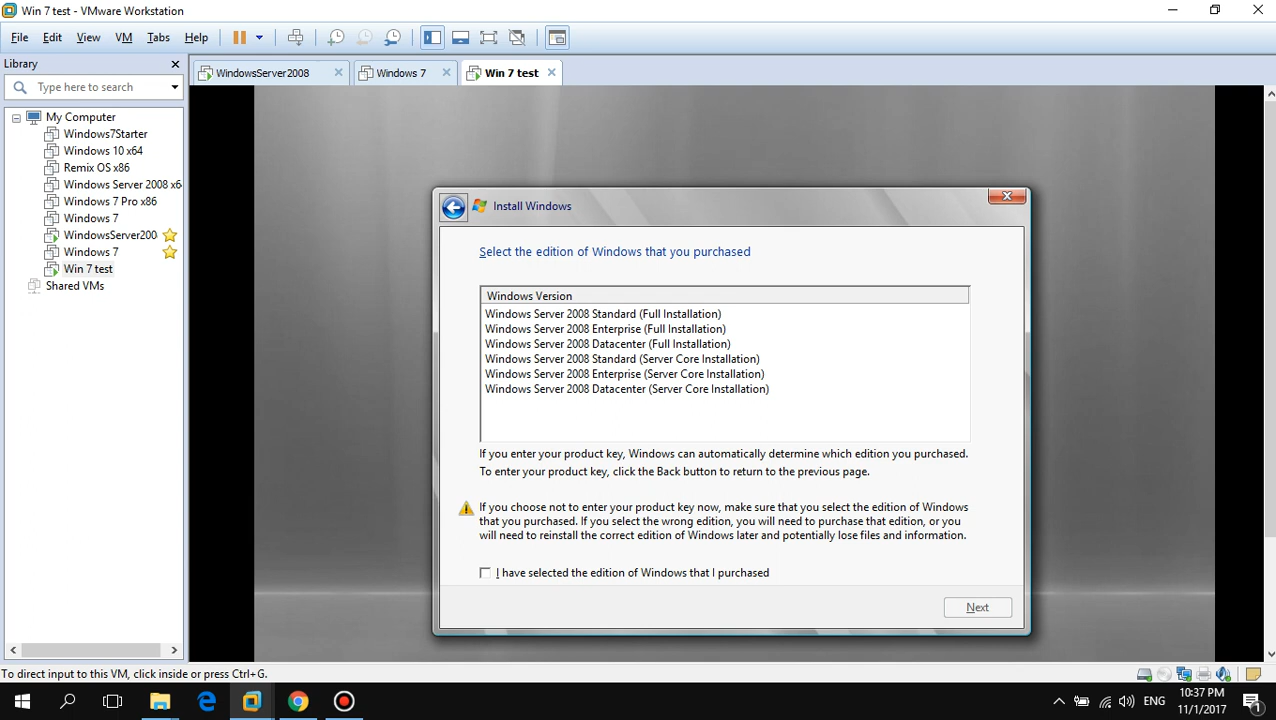 Win 7 test - VMware Workstation
File Edit View VM Tabs Help
Library
Type here to search
My Computer
Windows7Starter
Windows 10 x64
Remix OS x86
Windows Server 2008 x6
Windows 7 Pro x86
Windows 7
WindowsServer200
Windows 7
Win 7 test
Shared VMs
WindowsServer2008 Windows 7 Win 7 test
Install Windows
Select the edition of Windows that you purchased
Windows Version
Windows Server 2008 Standard (Full Installation)
Windows Server 2008 Enterprise (Full Installation)
Windows Server 2008 Datacenter (Full Installation)
Windows Server 2008 Standard (Server Core Installation)
Windows Server 2008 Enterprise (Server Core Installation)
Windows Server 2008 Datacenter (Server Core Installation)
If you enter your product key, Windows can automatically determine which edition you purchased.
To enter your product key, click the Back button to return to the previous page.
If you choose not to enter your product key now, make sure that you select the edition of Windows
that you purchased. If you select the wrong edition, you will need to purchase that edition, or you
will need to reinstall the correct edition of Windows later and potentially lose files and information.
I have selected the edition of Windows that I purchased
Next
To direct input to this VM, click inside or press Ctrl+G.
ENG
10:37 PM
11/1/2017
1